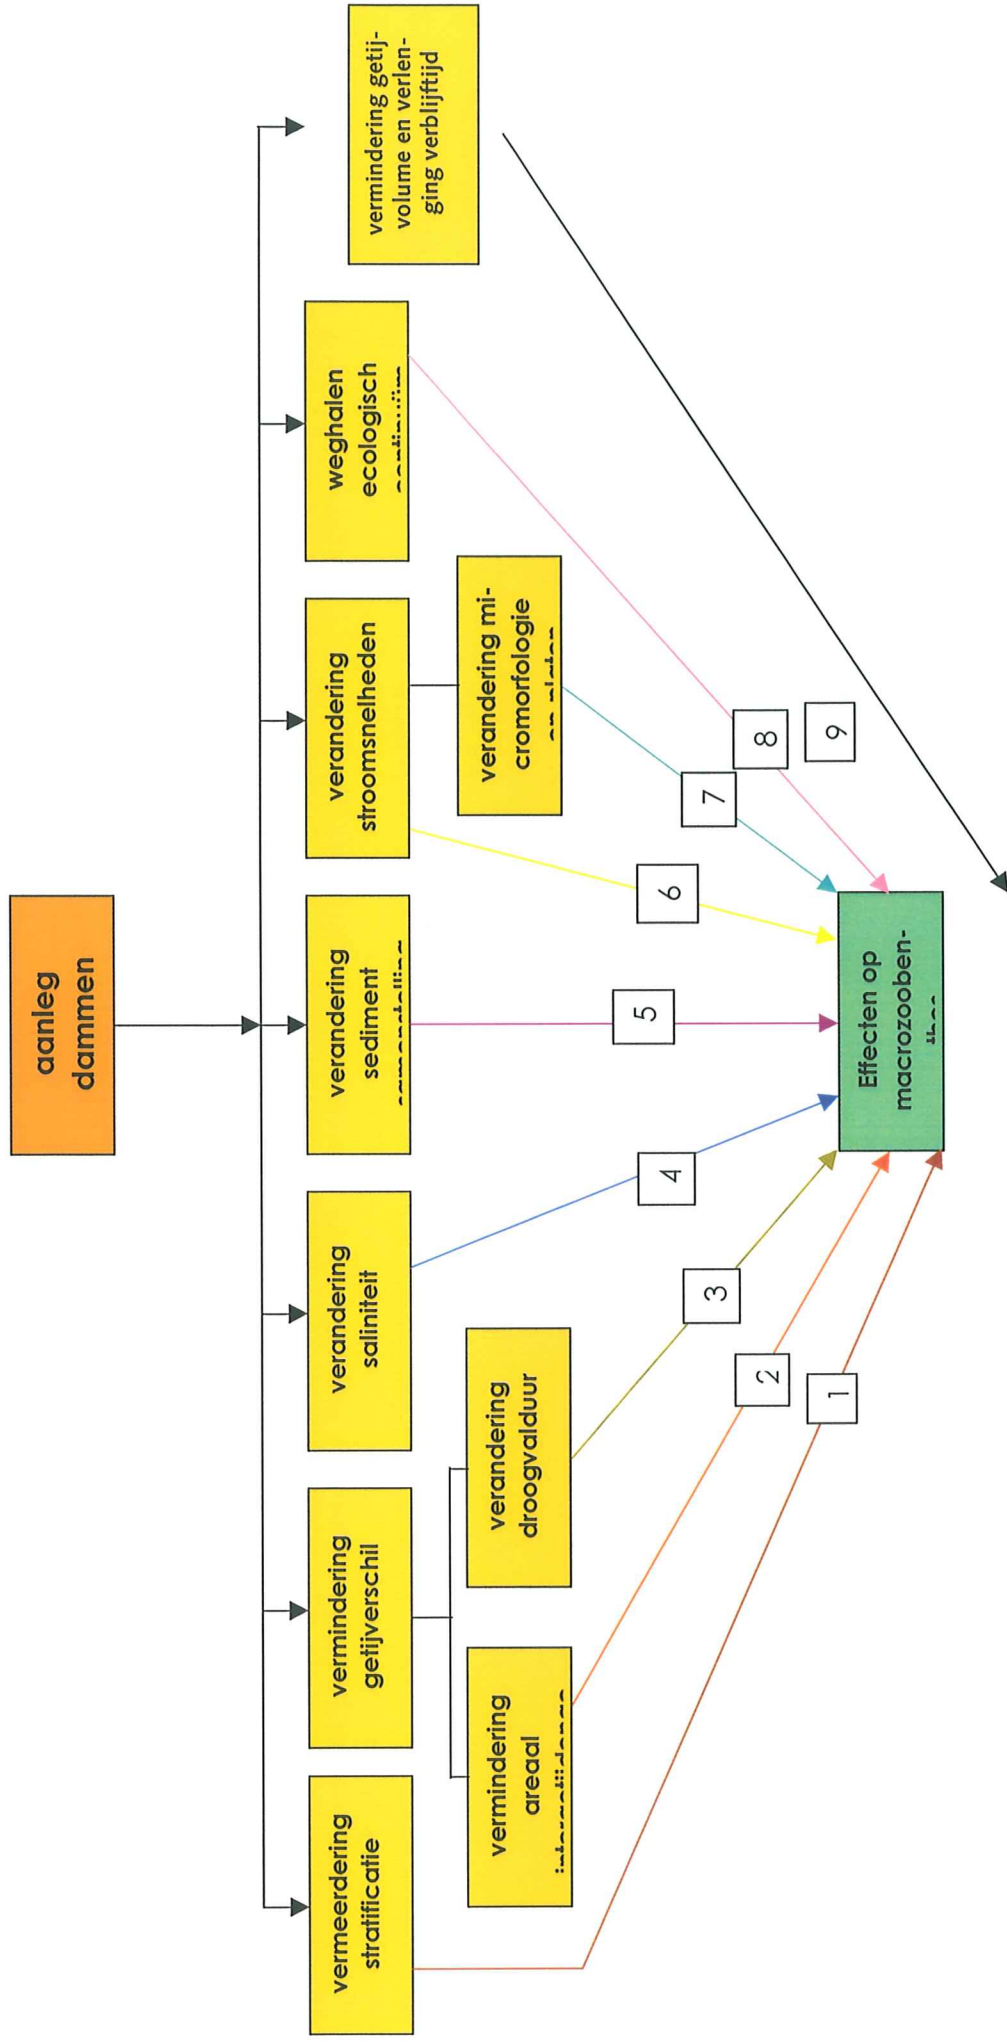 aanleg
dammen
vermeerdering
stratificatie
vermindering
getijverschil
verandering
saliniteit
verandering
sediment
verandering
stroomsnelheden
weghalen
ecologisch
vermindering getij-
volume en verlen-
ging verblijftijd
vermindering
areaal
verandering
droogvalduur
verandering mi-
cromorfologie
1
2
3
4
5
6
7
8
9
Effecten op
macrozooben-